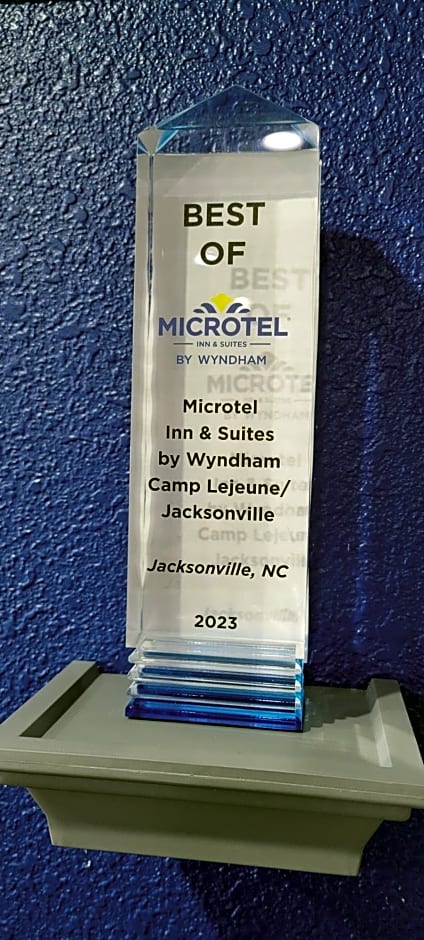 BEST
OF
MICROTEL
INN & SUITES
BY WYNDHAM
Microtel
Inn & Suites
by Wyndham
Camp Lejeune/
Jacksonville
Jacksonville, NC
2023